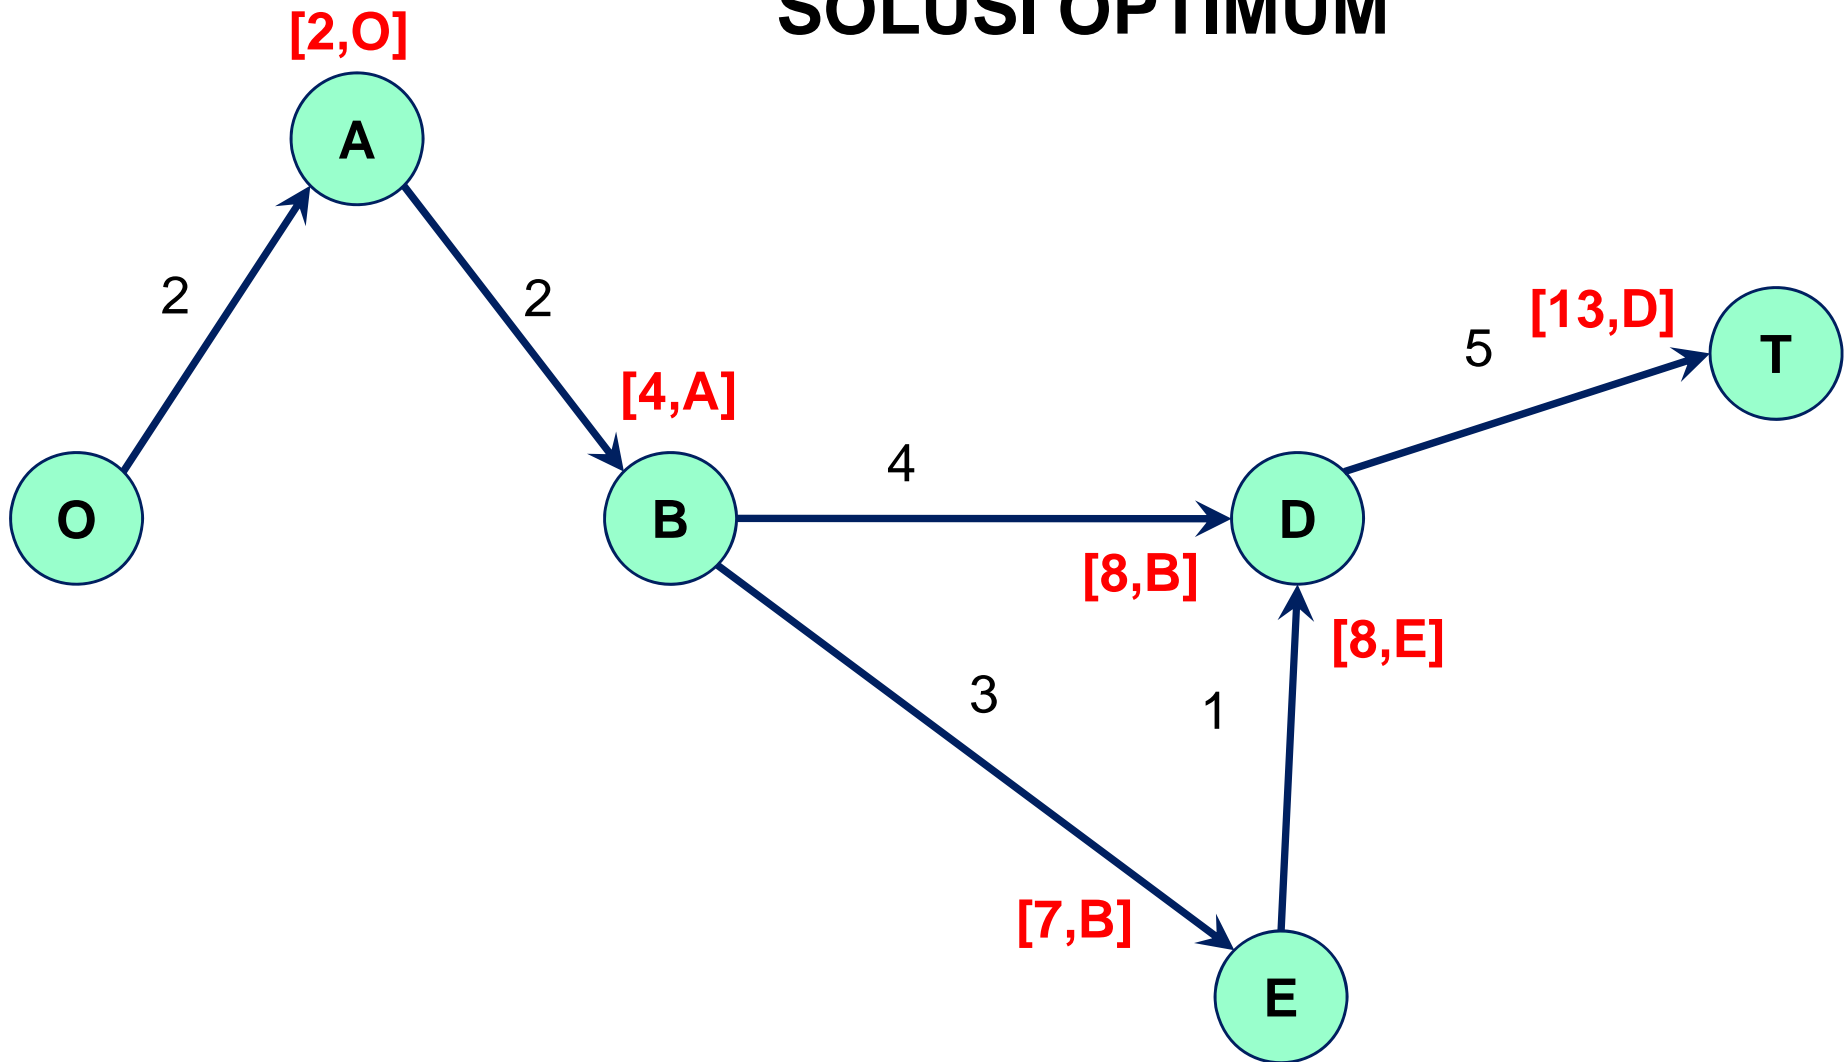 SOLUSI OPTIMUM
[2,O]
A
2
2
[13,D]
5
T
[4,A]
4
O
B
D
[8,B]
[8,E]
3
1
[7,B]
E